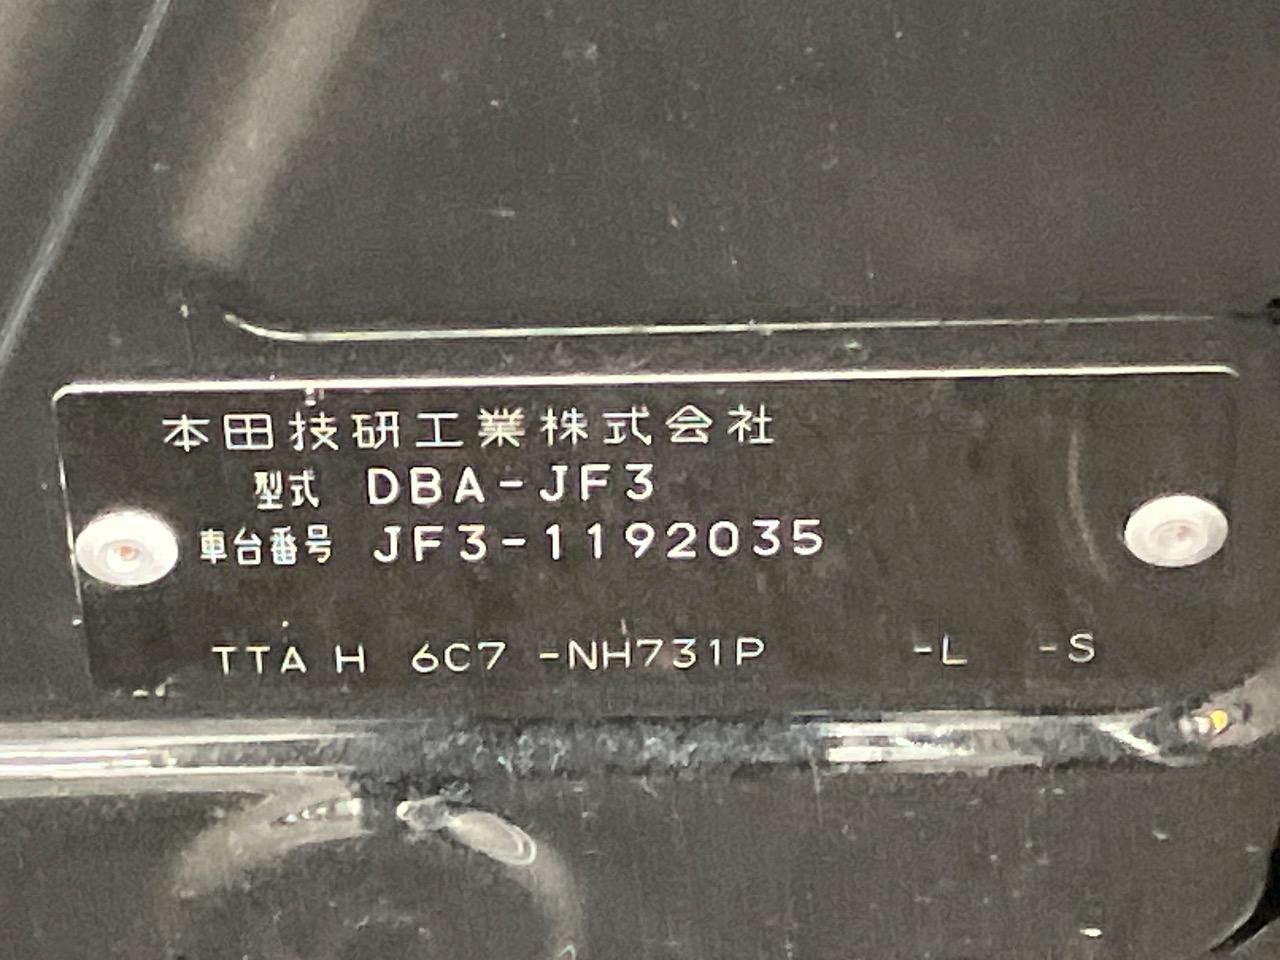 本田技研工業株式会社
型式 DBA-JF3
車台番号 JF3-1192035
TTA H 6C7 -NH731P -L -S